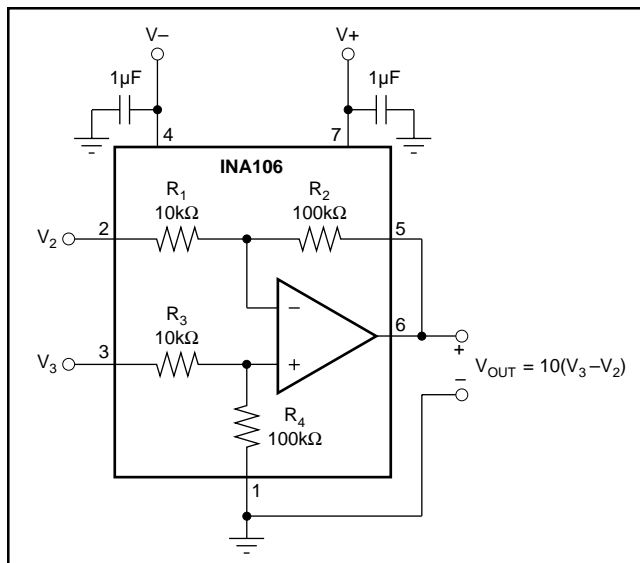 V– V+
1µF 1µF
4 7
INA106
R1 R2
10kΩ 100kΩ
2 5
V2
–
R3
10kΩ
3 6
V3
+
+
–
VOUT = 10(V3 –V2)
R4
100kΩ
1